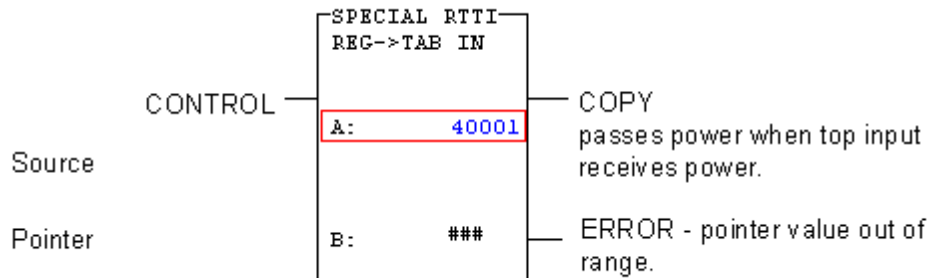 SPECIAL RTTI
REG->TAB IN
CONTROL
COPY
A: 40001
passes power when top input
Source
receives power.
Pointer
B: ###
ERROR - pointer value out of
range.